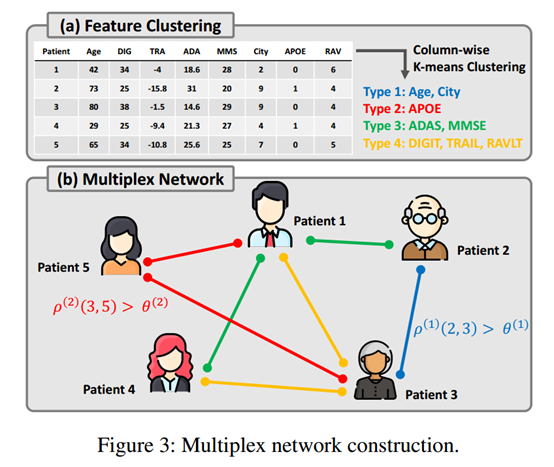 (a) Feature Clustering
Patient Age DIG TRA ADA MMS City APOE RAV
1 42 34 -4 18.6 28 2 0 6
2 73 25 -15.8 31 20 9 1 4
3 80 38 -1.5 14.6 29 9 0 4
4 29 25 -9.4 21.3 27 4 1 4
5 65 34 -10.8 25.6 25 7 0 5
Column-wise
K-means Clustering
Type 1: Age, City
Type 2: APOE
Type 3: ADAS, MMSE
Type 4: DIGIT, TRAIL, RAVLT
(b) Multiplex Network
Patient 1
Patient 2
Patient 5
ρ⁽²⁾(3,5) > θ⁽²⁾
ρ⁽¹⁾(2,3) > θ⁽¹⁾
Patient 4
Patient 3
Figure 3: Multiplex network construction.